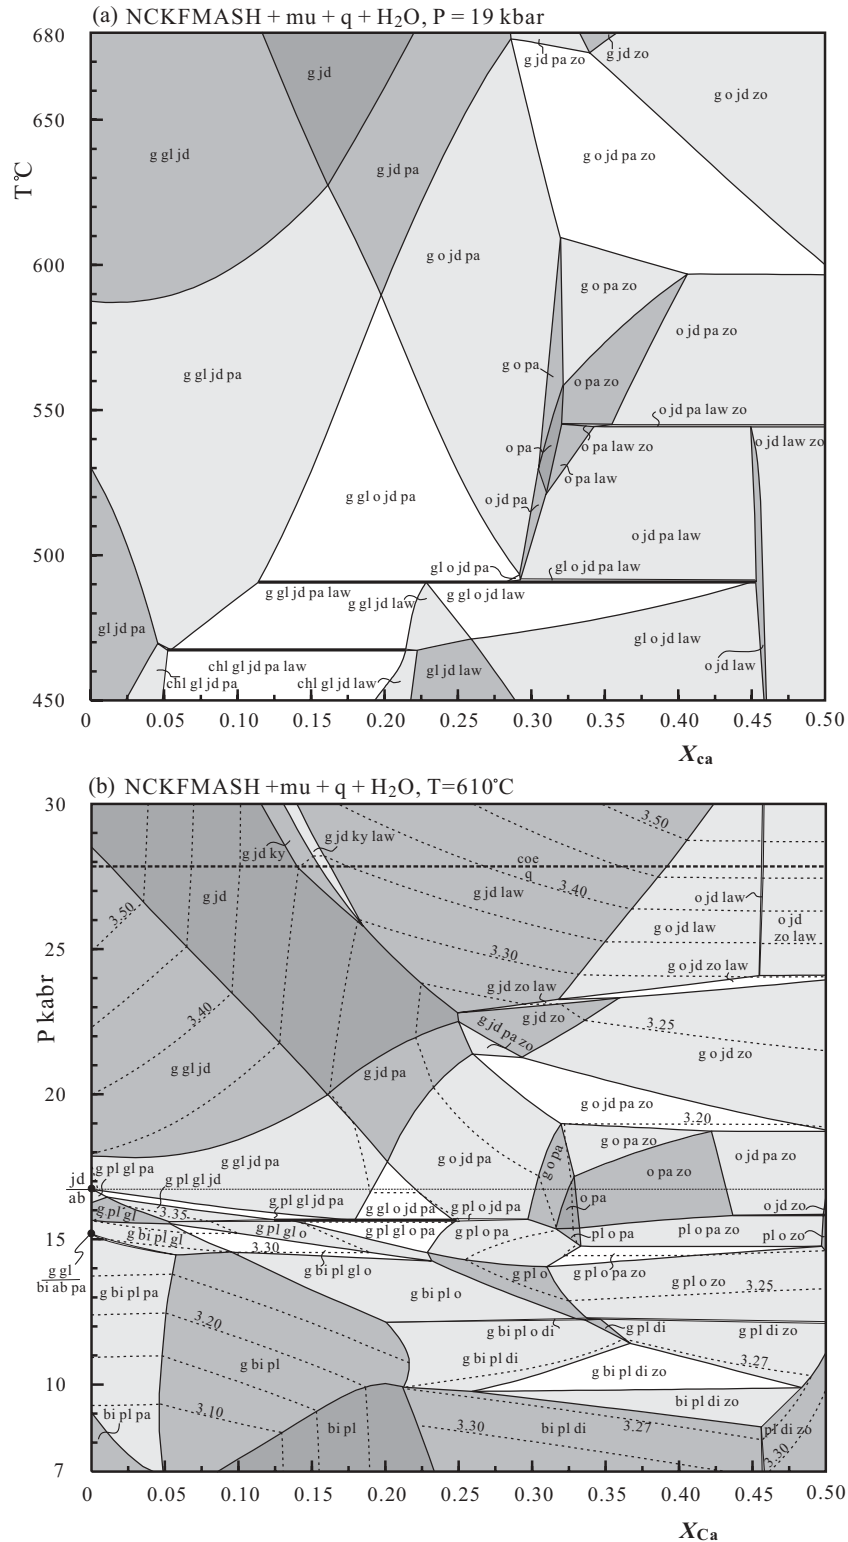 (a) NCKFMASH + mu + q + H₂O, P = 19 kbar
680
g jd
g jd pa zo
g jd zo
g o jd zo
650
g gl jd
g jd pa
g o jd pa zo
T℃
g o jd pa
600
g o pa zo
o jd pa zo
g gl jd pa
g o pa
o pa zo
550
o jd pa law zo
o pa
o pa law zo
o jd law zo
o pa law
g gl o jd pa
o jd pa
o jd pa law
500
gl o jd pa
gl o jd pa law
g gl jd pa law
g gl jd law
g gl o jd law
gl jd pa
gl o jd law
chl gl jd pa law
gl jd law
o jd law
chl gl jd pa
chl gl jd law
450
0 0.05 0.10 0.15 0.20 0.25 0.30 0.35 0.40 0.45 0.50
Xca
(b) NCKFMASH +mu + q + H₂O, T=610℃
30
3.50
g jd ky law
g jd ky
coe
q
3.40
g jd
g jd law
o jd law
3.50
g o jd law
o jd
zo law
25
3.30
g o jd zo law
g jd zo law
P kabr
3.40
g jd pa zo
g jd zo
3.25
g o jd zo
g gl jd
g jd pa
20
g o jd pa zo
3.20
g o pa zo
g gl jd pa
g o jd pa
g o pa
o jd pa zo
g pl gl pa
o pa zo
jd
ab
g pl gl jd
g pl gl jd pa
g gl o jd pa
g pl o jd pa
o pa
o jd zo
g pl gl
3.35
g pl gl o
g pl gl o pa
g pl o pa
pl o pa
pl o pa zo
pl o zo
15
g bi pl gl
3.30
g gl
bi ab pa
g bi pl gl o
g pl o
g pl o pa zo
g pl o zo
3.25
g bi pl pa
g bi pl o
3.20
g bi pl o di
g pl di
g pl di zo
g bi pl
g bi pl di
3.27
g bi pl di zo
10
bi pl di zo
3.10
bi pl pa
bi pl
3.30
bi pl di
3.27
pl di zo
3.30
7
0 0.05 0.10 0.15 0.20 0.25 0.30 0.35 0.40 0.45 0.50
XCa